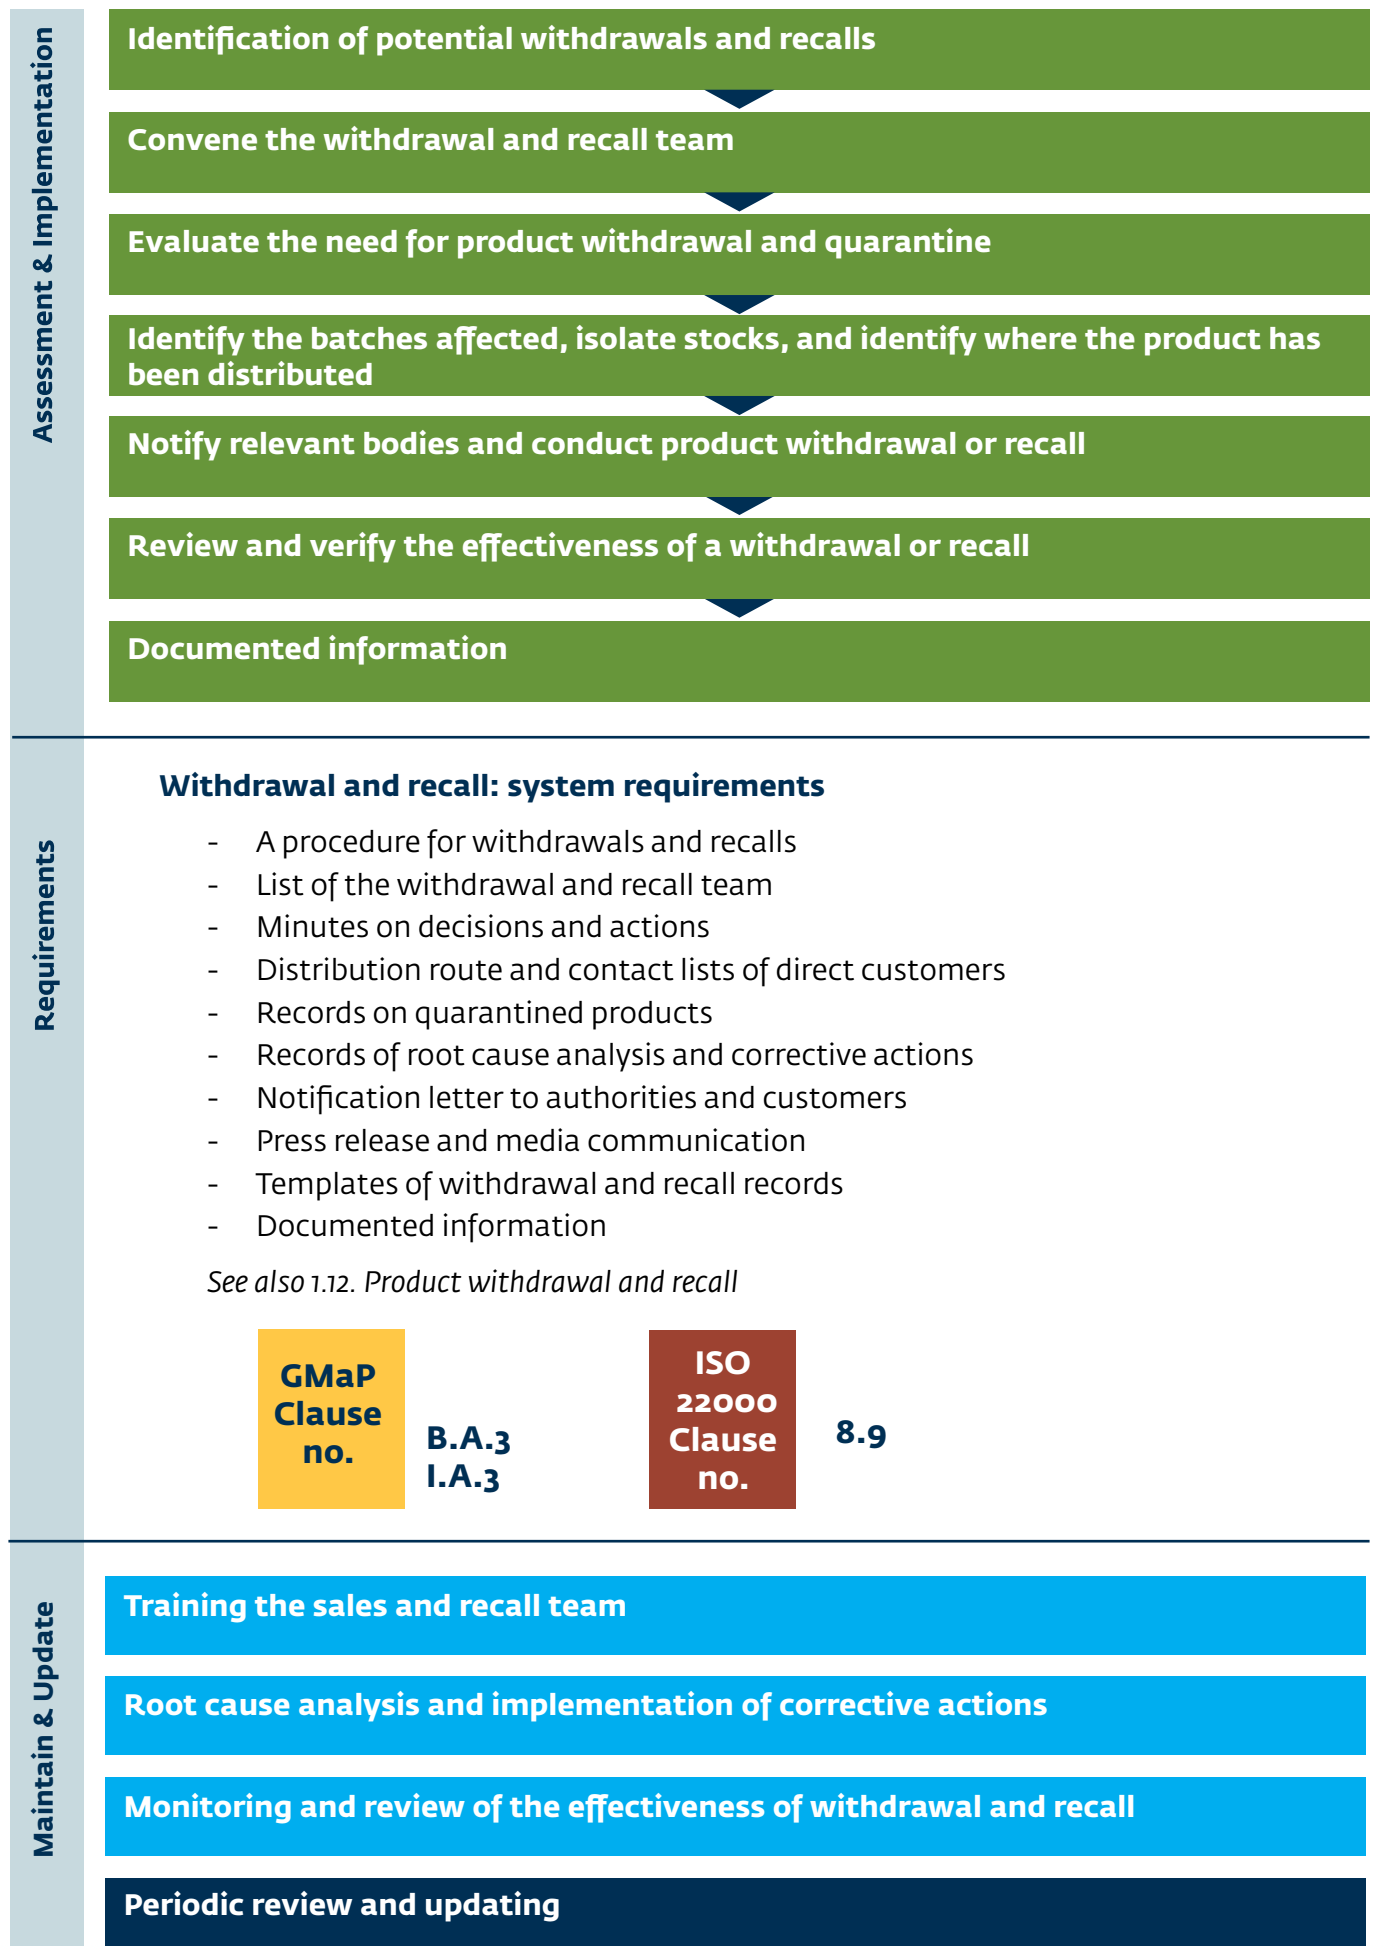 Assessment & Implementation
Identification of potential withdrawals and recalls
Convene the withdrawal and recall team
Evaluate the need for product withdrawal and quarantine
Identify the batches affected, isolate stocks, and identify where the product has
been distributed
Notify relevant bodies and conduct product withdrawal or recall
Review and verify the effectiveness of a withdrawal or recall
Documented information
Requirements
Withdrawal and recall: system requirements
- A procedure for withdrawals and recalls
- List of the withdrawal and recall team
- Minutes on decisions and actions
- Distribution route and contact lists of direct customers
- Records on quarantined products
- Records of root cause analysis and corrective actions
- Notification letter to authorities and customers
- Press release and media communication
- Templates of withdrawal and recall records
- Documented information
See also 1.12. Product withdrawal and recall
GMaP
Clause
no.
B.A.3
I.A.3
ISO
22000
Clause
no.
8.9
Maintain & Update
Training the sales and recall team
Root cause analysis and implementation of corrective actions
Monitoring and review of the effectiveness of withdrawal and recall
Periodic review and updating